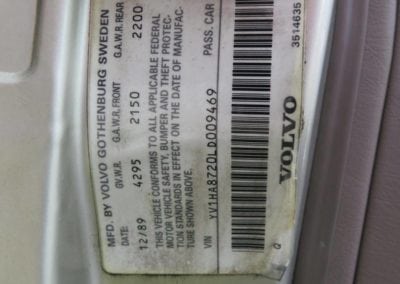 MFD. BY VOLVO GOTHENBURG SWEDEN
DATE: G.V.W.R. G.A.W.R. FRONT G.A.W.R. REAR
12/89 4295 2150 2200
THIS VEHICLE CONFORMS TO ALL APPLICABLE FEDERAL
MOTOR VEHICLE SAFETY, BUMPER AND THEFT PROTEC-
TION STANDARDS IN EFFECT ON THE DATE OF MANUFAC-
TURE SHOWN ABOVE.
VIN YV1HA8720LD009469 PASS. CAR
VOLVO
3514635